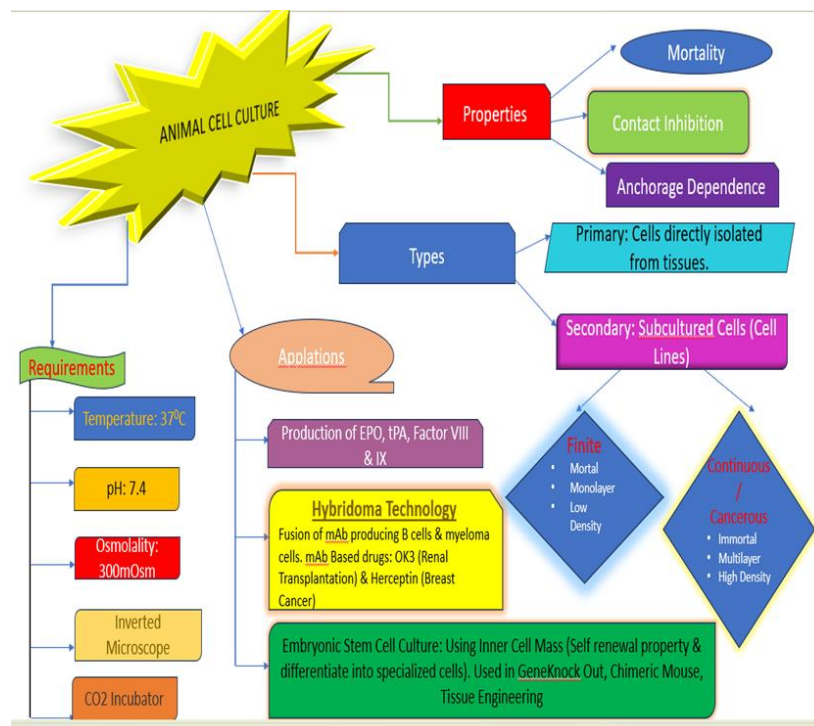 ANIMAL CELL CULTURE
Properties
Mortality
Contact Inhibition
Anchorage Dependence
Types
Primary: Cells directly isolated
from tissues.
Secondary: Subcultured Cells (Cell
Lines)
Finite
• Mortal
• Monolayer
• Low
Density
Continuous
/
Cancerous
• Immortal
• Multilayer
• High Density
Applations
Production of EPO, tPA, Factor VIII
& IX
Hybridoma Technology
Fusion of mAb producing B cells & myeloma
cells. mAb Based drugs: OK3 (Renal
Transplantation) & Herceptin (Breast
Cancer)
Embryonic Stem Cell Culture: Using Inner Cell Mass (Self renewal property &
differentiate into specialized cells). Used in GeneKnock Out, Chimeric Mouse,
Tissue Engineering
Requirements
Temperature: 37⁰C
pH: 7.4
Osmolality:
300mOsm
Inverted
Microscope
CO2 Incubator